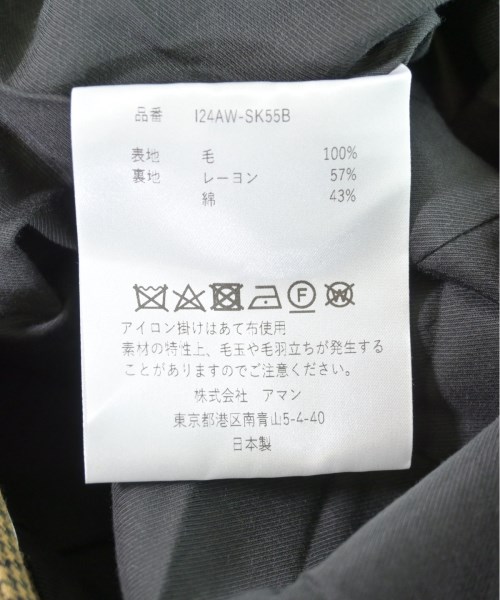 品番 I24AW-SK55B
表地 毛 100%
裏地 レーヨン 57%
綿 43%
F W
アイロン掛けはあて布使用
素材の特性上、毛玉や毛羽立ちが発生する
ことがありますのでご注意ください。
株式会社 アマン
東京都港区南青山5-4-40
日本製